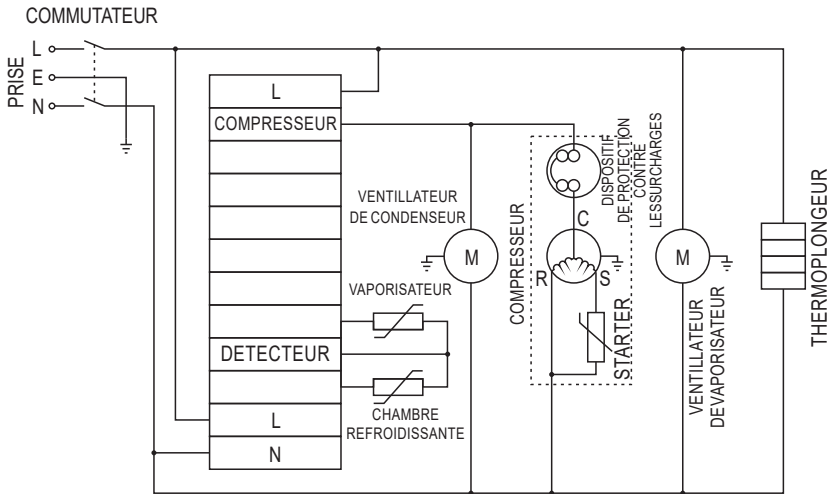 COMMUTATEUR
PRISE
L
E
N
L
COMPRESSEUR
DETECTEUR
L
N
VENTILLATEUR
DE CONDENSEUR
M
VAPORISATEUR
CHAMBRE
REFROIDISSANTE
COMPRESSEUR
DISPOSITIF
DE PROTECTION
CONTRE
LESSURCHARGES
C
R
S
STARTER
M
VENTILLATEUR
DEVAPORISATEUR
THERMOPLONGEUR